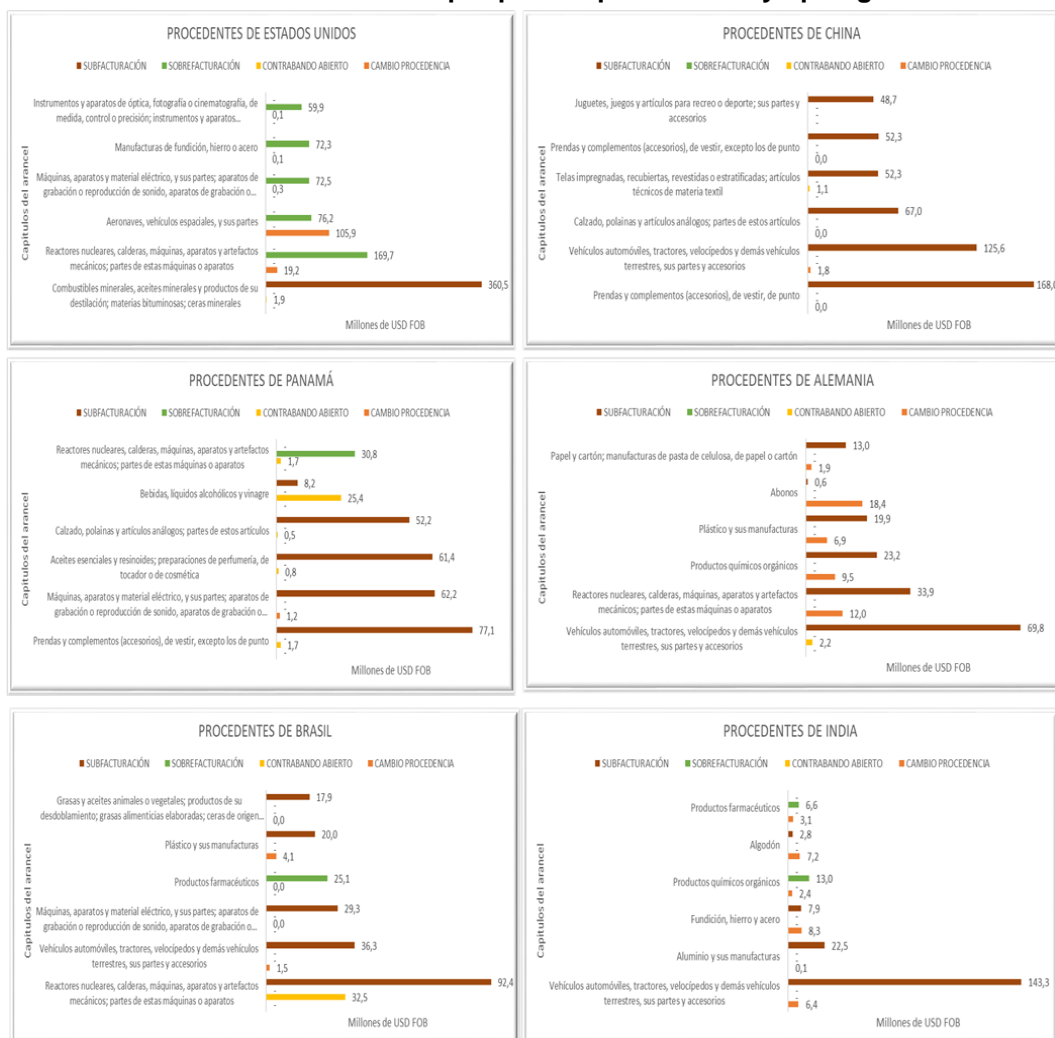 PROCEDENTES DE ESTADOS UNIDOS
SUBFACTURACIÓN SOBREFACTURACIÓN CONTRABANDO ABIERTO CAMBIO PROCEDENCIA
Capitulos del arancel
Instrumentos y aparatos de óptica, fotografía o cinematografía, de
medida, control o precisión; instrumentos y aparatos...
- 59,9
- 0,1
Manufacturas de fundición, hierro o acero
- 72,3
- 0,1
Máquinas, aparatos y material eléctrico, y sus partes; aparatos de
grabación o reproducción de sonido, aparatos de grabación o...
- 72,5
- 0,3
Aeronaves, vehículos espaciales, y sus partes
- 76,2
- 105,9
Reactores nucleares, calderas, máquinas, aparatos y artefactos
mecánicos; partes de estas máquinas o aparatos
- 169,7
- 19,2
Combustibles minerales, aceites minerales y productos de su
destilación; materias bituminosas; ceras minerales
360,5
- 1,9
Millones de USD FOB
PROCEDENTES DE CHINA
SUBFACTURACIÓN SOBREFACTURACIÓN CONTRABANDO ABIERTO CAMBIO PROCEDENCIA
Capitulos del arancel
Juguetes, juegos y artículos para recreo o deporte; sus partes y
accesorios
48,7
Prendas y complementos (accesorios), de vestir, excepto los de punto
52,3
0,0
Telas impregnadas, recubiertas, revestidas o estratificadas; artículos
técnicos de materia textil
52,3
1,1
Calzado, polainas y artículos análogos; partes de estos artículos
67,0
0,0
Vehículos automóviles, tractores, velocípedos y demás vehículos
terrestres, sus partes y accesorios
125,6
1,8
Prendas y complementos (accesorios), de vestir, de punto
168,0
0,0
Millones de USD FOB
PROCEDENTES DE PANAMÁ
SUBFACTURACIÓN SOBREFACTURACIÓN CONTRABANDO ABIERTO CAMBIO PROCEDENCIA
Capitulos del arancel
Reactores nucleares, calderas, máquinas, aparatos y artefactos
mecánicos; partes de estas máquinas o aparatos
30,8
1,7
Bebidas, líquidos alcohólicos y vinagre
8,2
25,4
Calzado, polainas y artículos análogos; partes de estos artículos
52,2
0,5
Aceites esenciales y resinoides; preparaciones de perfumería, de
tocador o de cosmética
61,4
0,8
Máquinas, aparatos y material eléctrico, y sus partes; aparatos de
grabación o reproducción de sonido, aparatos de grabación o...
62,2
1,2
Prendas y complementos (accesorios), de vestir, excepto los de punto
77,1
1,7
Millones de USD FOB
PROCEDENTES DE ALEMANIA
SUBFACTURACIÓN SOBREFACTURACIÓN CONTRABANDO ABIERTO CAMBIO PROCEDENCIA
Capitulos del arancel
Papel y cartón; manufacturas de pasta de celulosa, de papel o cartón
13,0
1,9
Abonos
0,6
18,4
Plástico y sus manufacturas
19,9
6,9
Productos químicos orgánicos
23,2
9,5
Reactores nucleares, calderas, máquinas, aparatos y artefactos
mecánicos; partes de estas máquinas o aparatos
33,9
12,0
Vehículos automóviles, tractores, velocípedos y demás vehículos
terrestres, sus partes y accesorios
69,8
2,2
Millones de USD FOB
PROCEDENTES DE BRASIL
SUBFACTURACIÓN SOBREFACTURACIÓN CONTRABANDO ABIERTO CAMBIO PROCEDENCIA
Capitulos del arancel
Grasas y aceites animales o vegetales; productos de su
desdoblamiento; grasas alimenticias elaboradas; ceras de origen...
17,9
0,0
Plástico y sus manufacturas
20,0
4,1
Productos farmacéuticos
25,1
0,0
Máquinas, aparatos y material eléctrico, y sus partes; aparatos de
grabación o reproducción de sonido, aparatos de grabación o...
29,3
0,0
Vehículos automóviles, tractores, velocípedos y demás vehículos
terrestres, sus partes y accesorios
36,3
1,5
Reactores nucleares, calderas, máquinas, aparatos y artefactos
mecánicos; partes de estas máquinas o aparatos
92,4
32,5
Millones de USD FOB
PROCEDENTES DE INDIA
SUBFACTURACIÓN SOBREFACTURACIÓN CONTRABANDO ABIERTO CAMBIO PROCEDENCIA
Capitulos del arancel
Productos farmacéuticos
6,6
3,1
Algodón
2,8
7,2
Productos químicos orgánicos
13,0
2,4
Fundición, hierro y acero
7,9
8,3
Aluminio y sus manufacturas
22,5
0,1
Vehículos automóviles, tractores, velocípedos y demás vehículos
terrestres, sus partes y accesorios
143,3
6,4
Millones de USD FOB